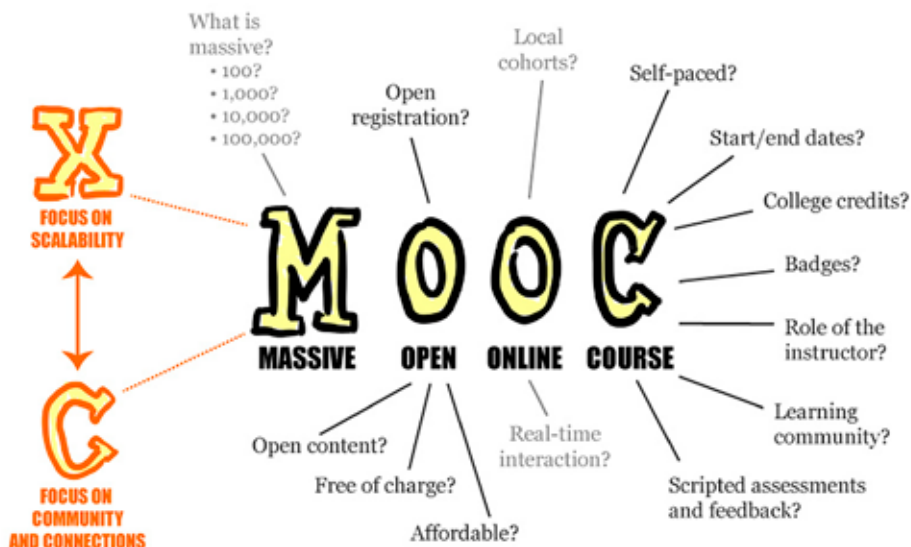 What is
massive?
• 100?
• 1,000?
• 10,000?
• 100,000?
Open
registration?
Local
cohorts?
Self-paced?
Start/end dates?
College credits?
Badges?
Role of the
instructor?
Learning
community?
Scripted assessments
and feedback?
X
FOCUS ON
SCALABILITY
C
FOCUS ON
COMMUNITY
AND CONNECTIONS
MOOC
MASSIVE OPEN ONLINE COURSE
Open content?
Free of charge?
Affordable?
Real-time
interaction?